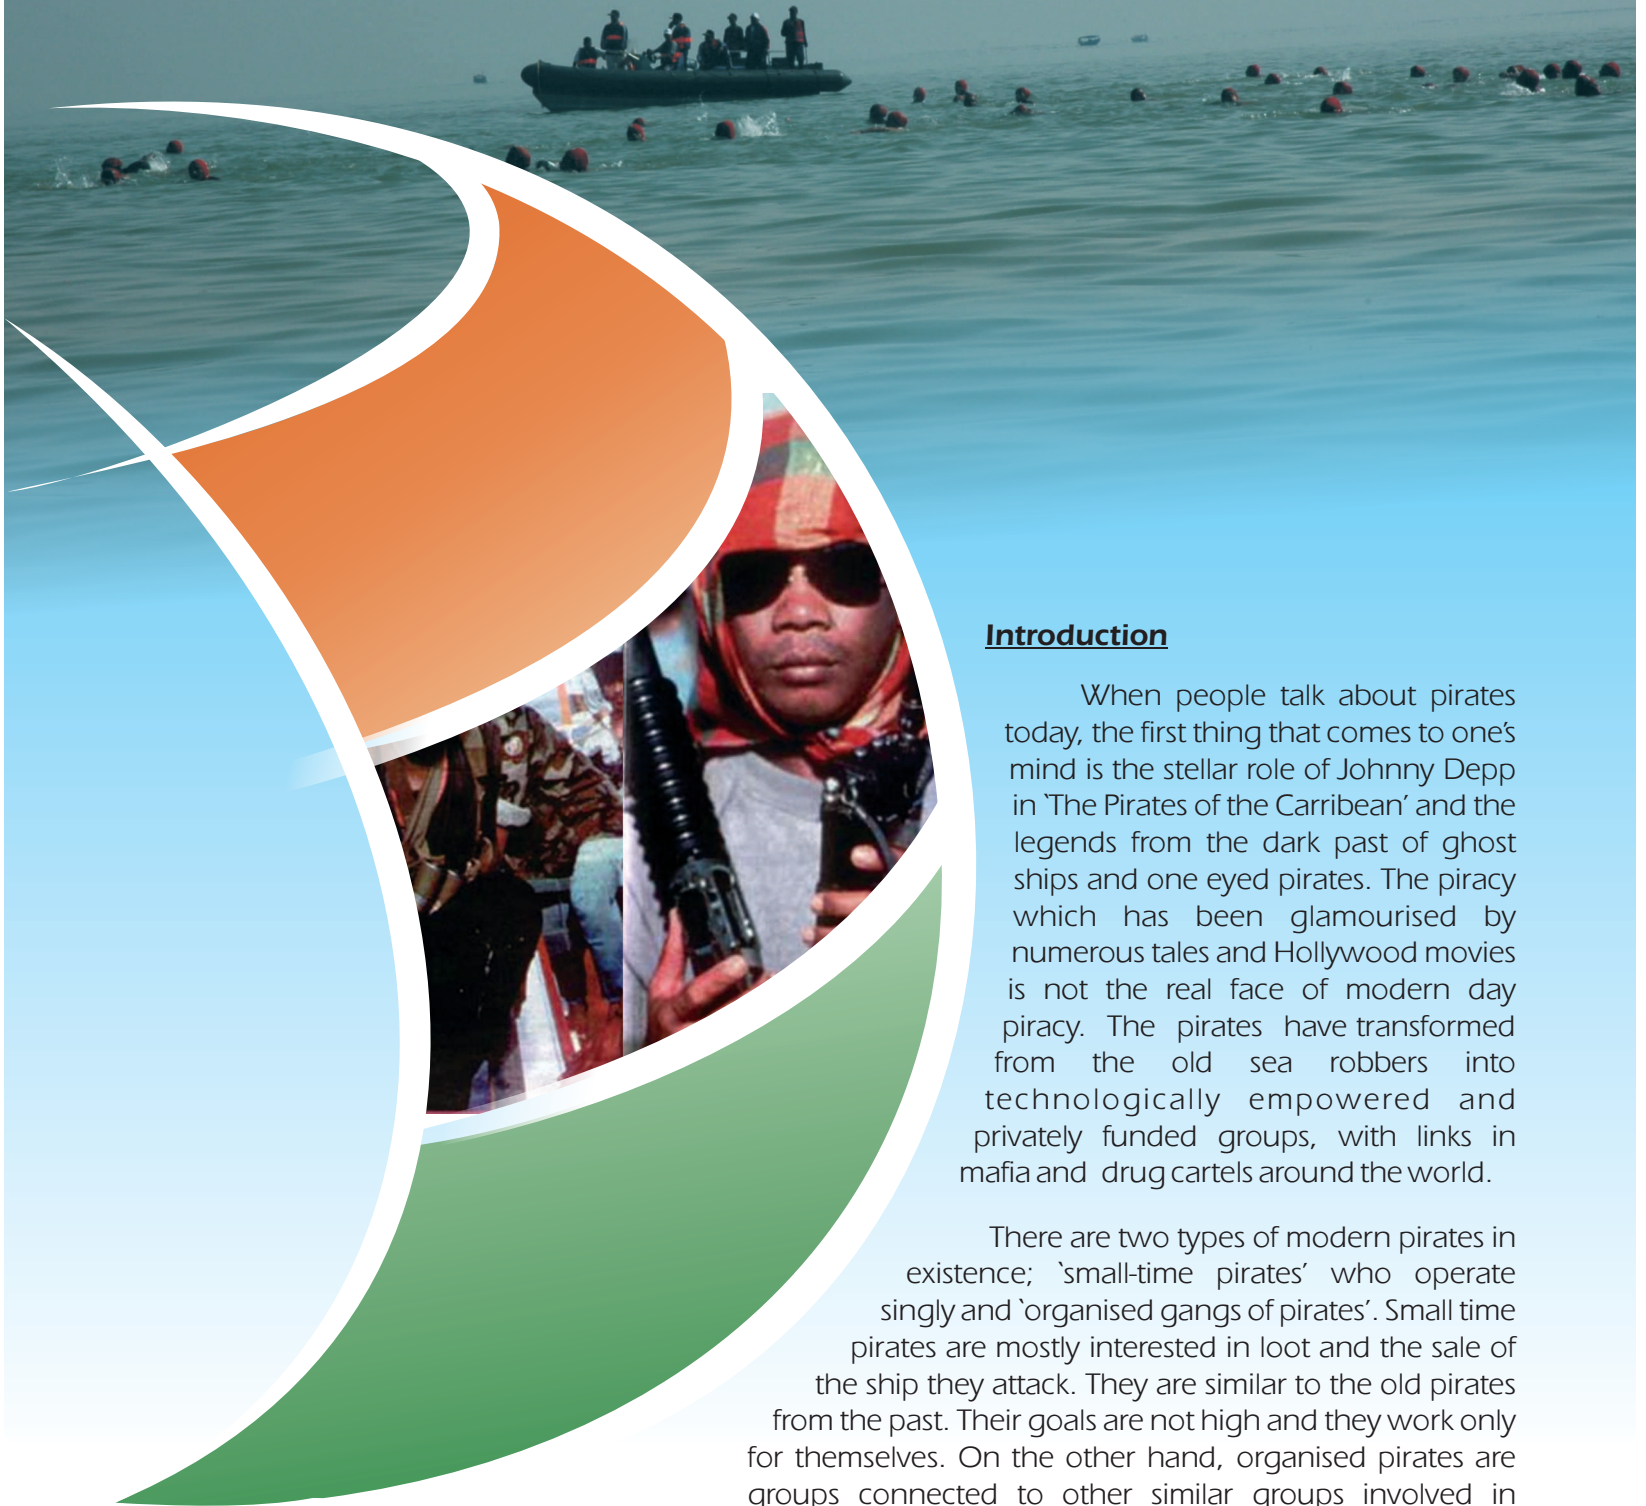 Introduction
When people talk about pirates
today, the first thing that comes to one's
mind is the stellar role of Johnny Depp
in ‵The Pirates of the Carribean′ and the
legends from the dark past of ghost
ships and one eyed pirates. The piracy
which has been glamourised by
numerous tales and Hollywood movies
is not the real face of modern day
piracy. The pirates have transformed
from the old sea robbers into
technologically empowered and
privately funded groups, with links in
mafia and drug cartels around the world.
There are two types of modern pirates in
existence; ‵small-time pirates′ who operate
singly and ‵organised gangs of pirates′. Small time
pirates are mostly interested in loot and the sale of
the ship they attack. They are similar to the old pirates
from the past. Their goals are not high and they work only
for themselves. On the other hand, organised pirates are
groups connected to other similar groups involved in